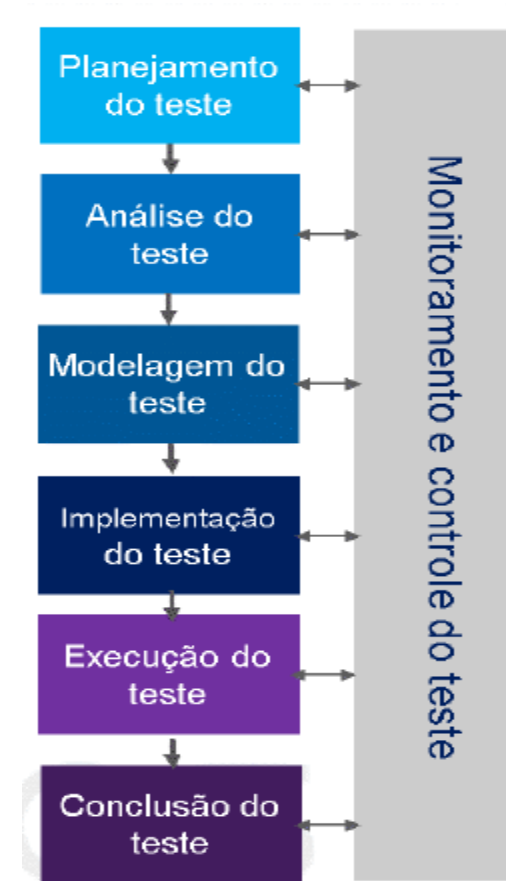 Planejamento
do teste
Análise do
teste
Modelagem do
teste
Implementação
do teste
Execução do
teste
Conclusão do
teste
Monitoramento e controle do teste